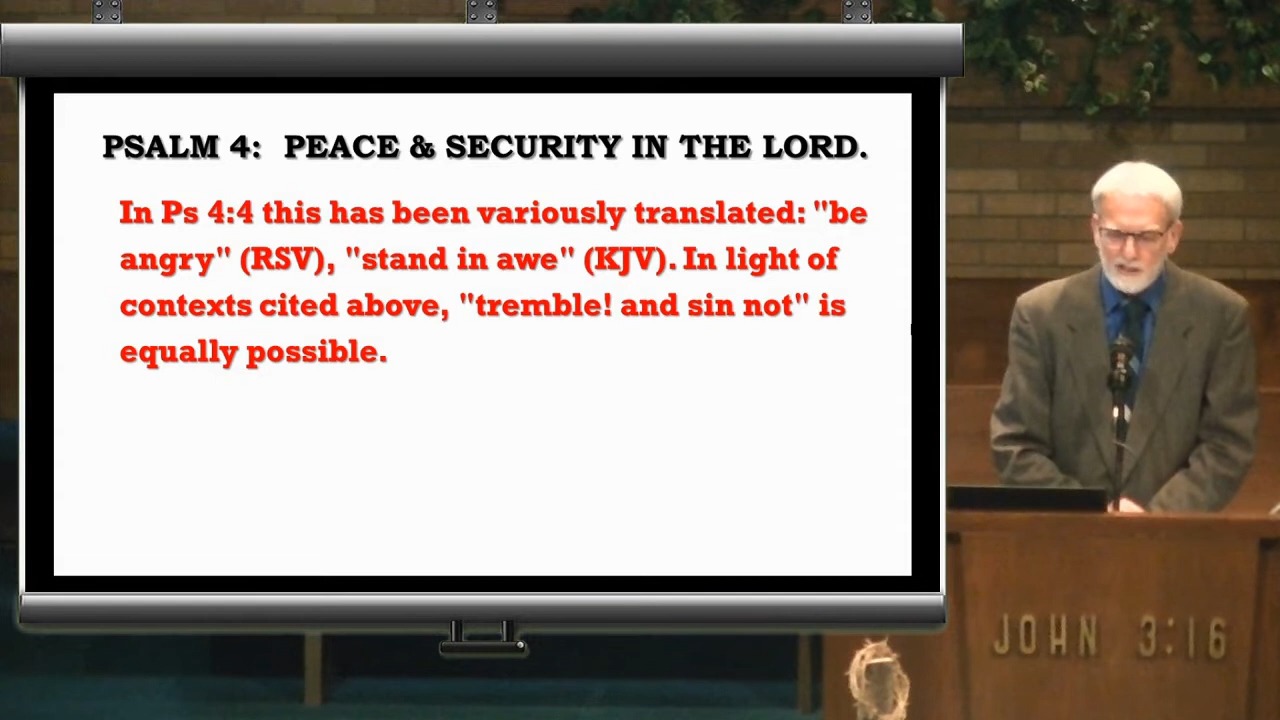 PSALM 4: PEACE & SECURITY IN THE LORD.
In Ps 4:4 this has been variously translated: "be
angry" (RSV), "stand in awe" (KJV). In light of
contexts cited above, "tremble! and sin not" is
equally possible.
JOHN 3:16